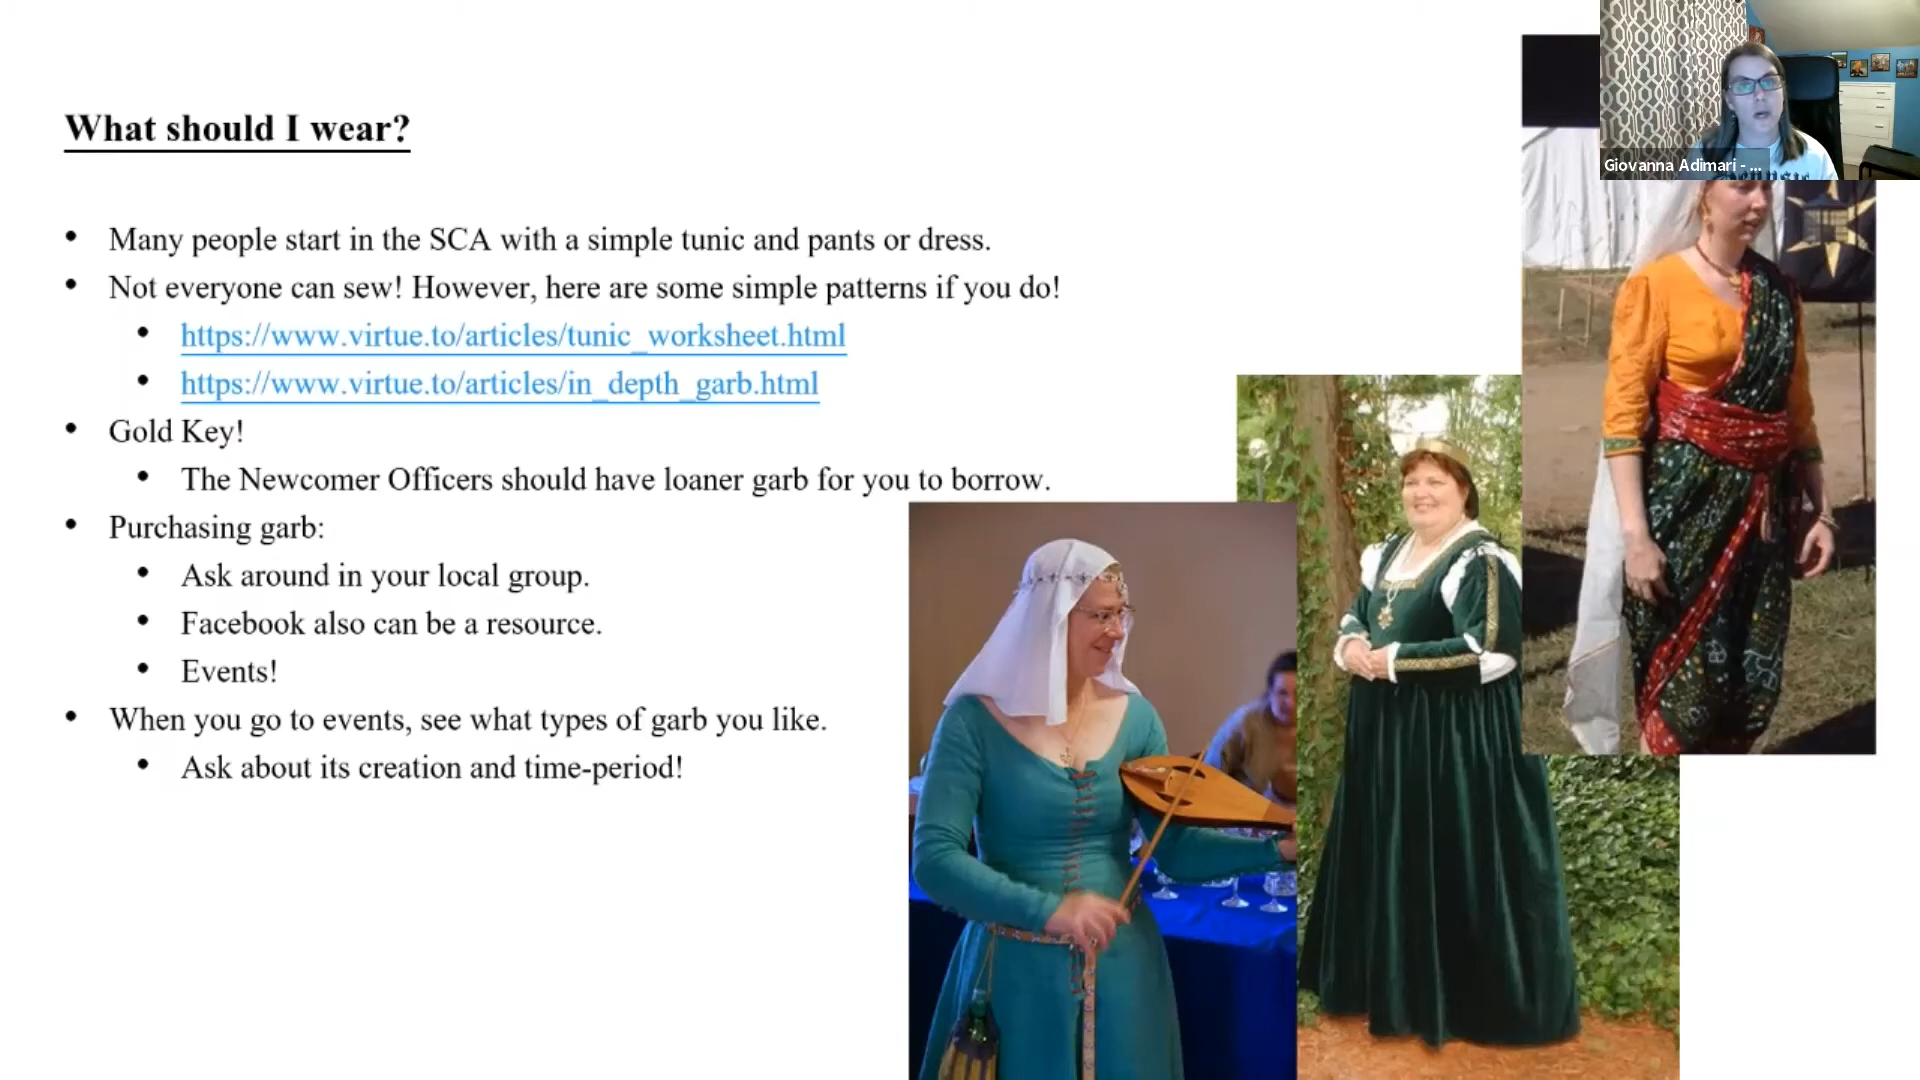 What should I wear?
• Many people start in the SCA with a simple tunic and pants or dress.
• Not everyone can sew! However, here are some simple patterns if you do!
• https://www.virtue.to/articles/tunic_worksheet.html
• https://www.virtue.to/articles/in_depth_garb.html
• Gold Key!
• The Newcomer Officers should have loaner garb for you to borrow.
• Purchasing garb:
• Ask around in your local group.
• Facebook also can be a resource.
• Events!
• When you go to events, see what types of garb you like.
• Ask about its creation and time-period!
Giovanna Adimari - ...